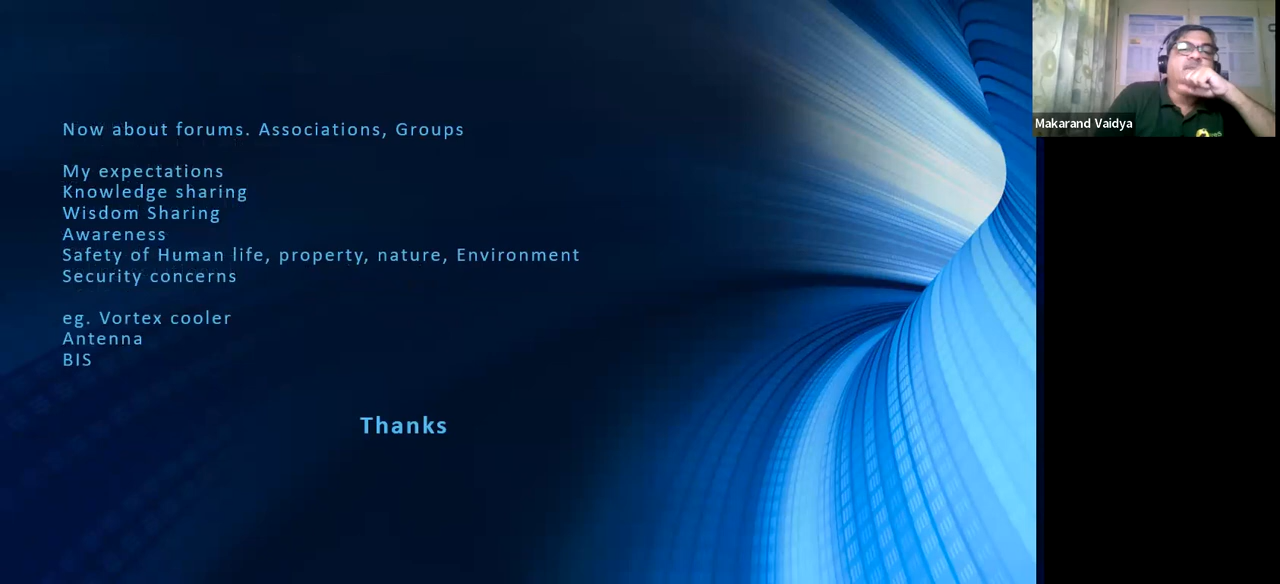 Now about forums. Associations, Groups
My expectations
Knowledge sharing
Wisdom Sharing
Awareness
Safety of Human life, property, nature, Environment
Security concerns
eg. Vortex cooler
Antenna
BIS
Thanks
Makarand Vaidya